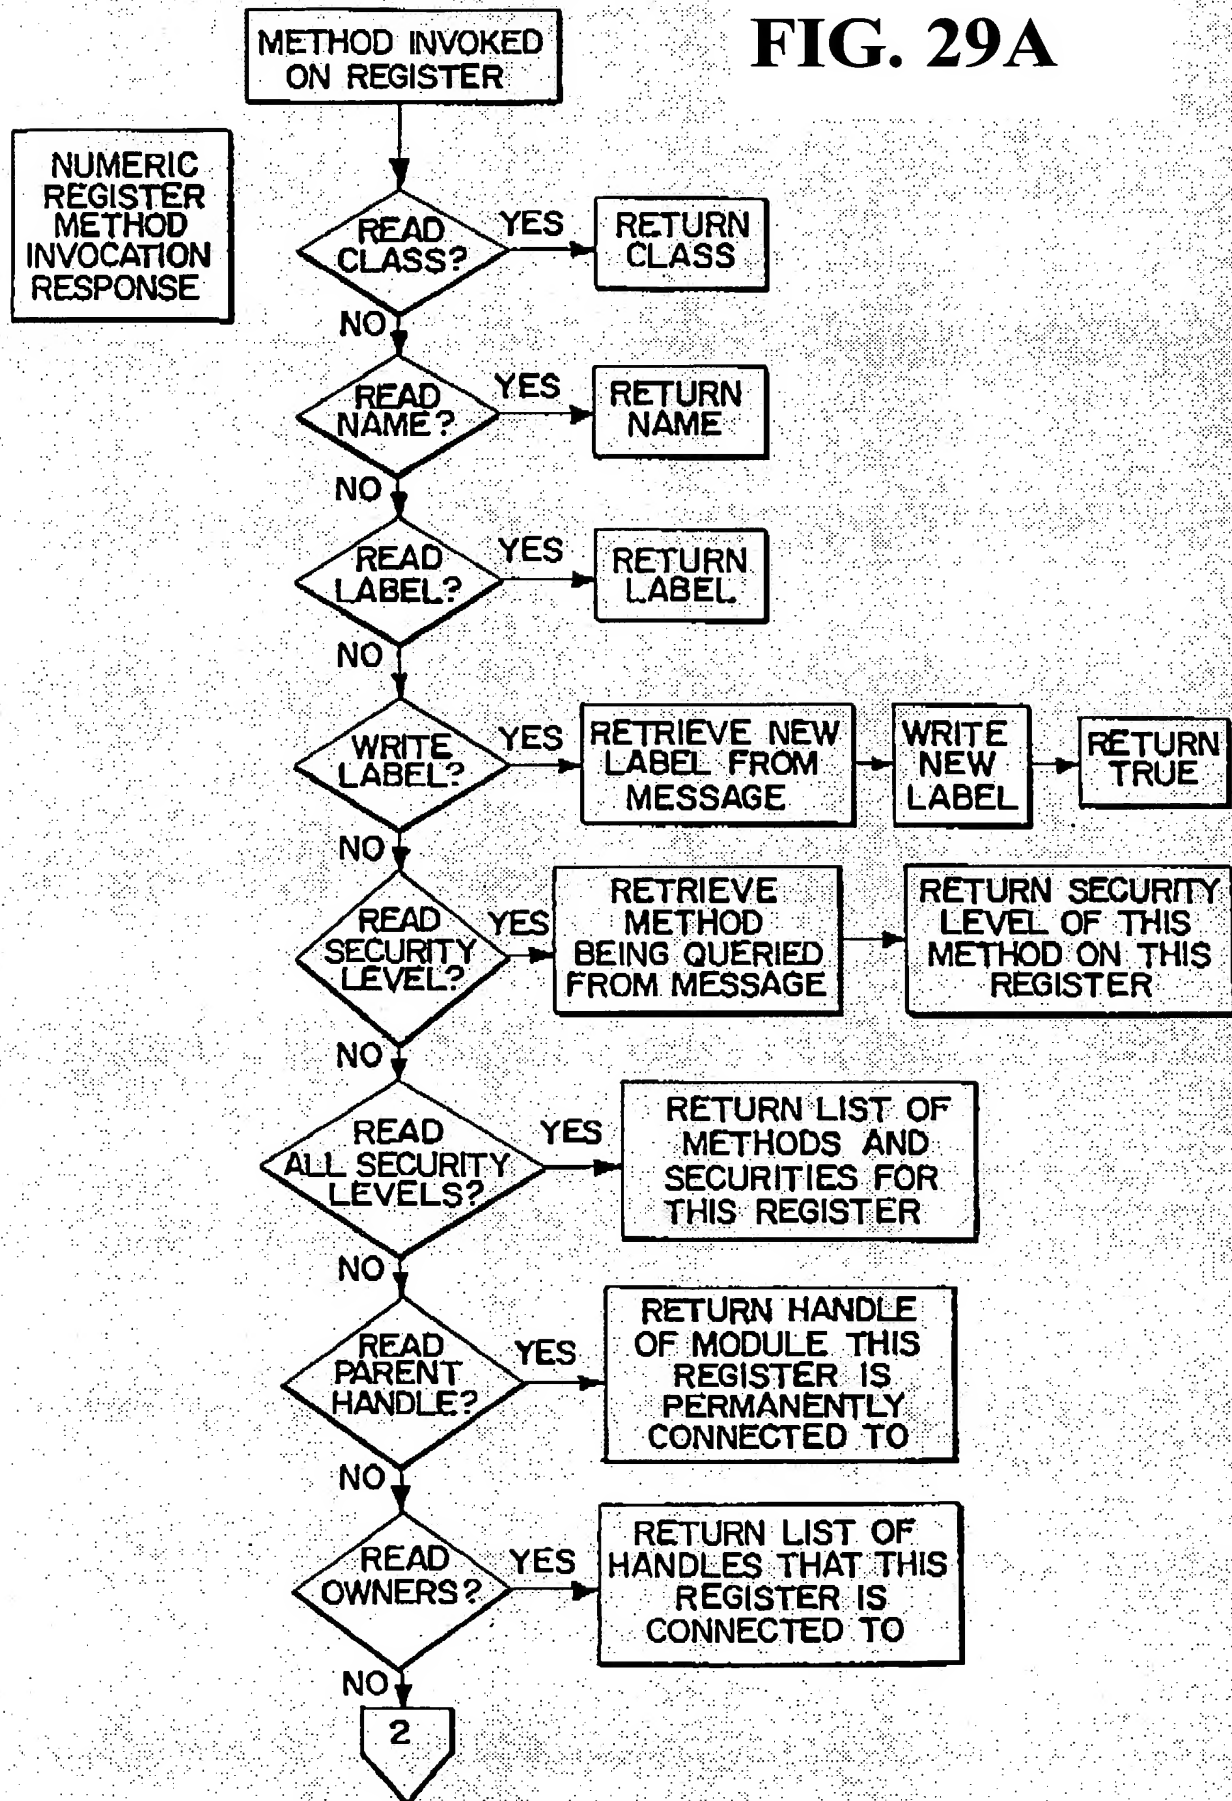 FIG. 29A
METHOD INVOKED
ON REGISTER
NUMERIC
REGISTER
METHOD
INVOCATION
RESPONSE
READ
CLASS?
YES
RETURN
CLASS
NO
READ
NAME?
YES
RETURN
NAME
NO
READ
LABEL?
YES
RETURN
LABEL
NO
WRITE
LABEL?
YES
RETRIEVE NEW
LABEL FROM
MESSAGE
WRITE
NEW
LABEL
RETURN
TRUE
NO
READ
SECURITY
LEVEL?
YES
RETRIEVE
METHOD
BEING QUERIED
FROM MESSAGE
RETURN SECURITY
LEVEL OF THIS
METHOD ON THIS
REGISTER
NO
READ
ALL SECURITY
LEVELS?
YES
RETURN LIST OF
METHODS AND
SECURITIES FOR
THIS REGISTER
NO
READ
PARENT
HANDLE?
YES
RETURN HANDLE
OF MODULE THIS
REGISTER IS
PERMANENTLY
CONNECTED TO
NO
READ
OWNERS?
YES
RETURN LIST OF
HANDLES THAT THIS
REGISTER IS
CONNECTED TO
NO
2